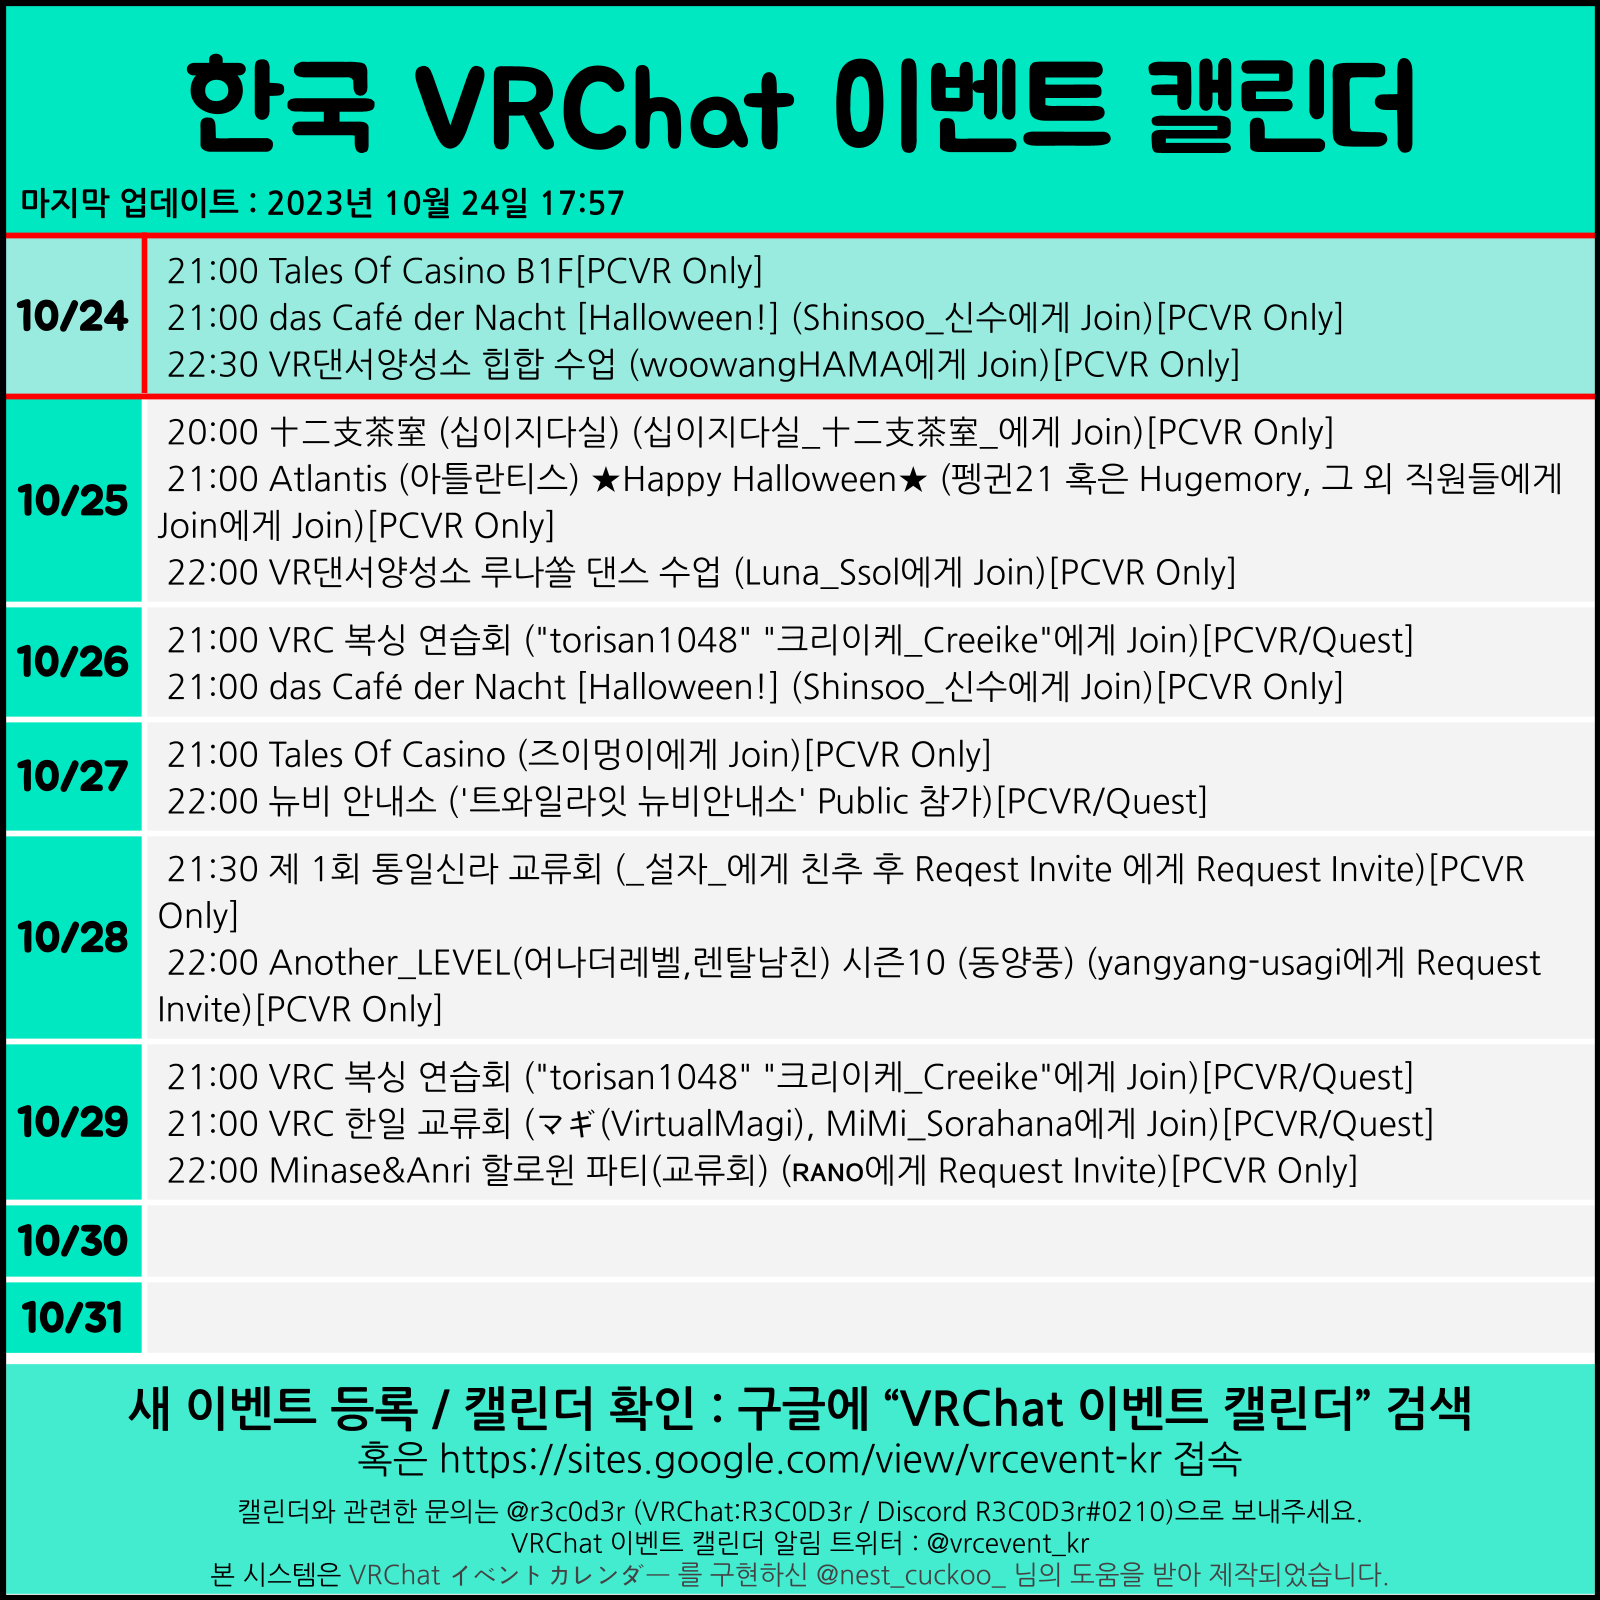 한국 VRChat 이벤트 캘린더
마지막 업데이트 : 2023년 10월 24일 17:57
10/24
21:00 Tales Of Casino B1F[PCVR Only]
21:00 das Café der Nacht [Halloween!] (Shinsoo_신수에게 Join)[PCVR Only]
22:30 VR댄서양성소 힙합 수업 (woowangHAMA에게 Join)[PCVR Only]
10/25
20:00 十二支茶室 (십이지다실) (십이지다실_十二支茶室_에게 Join)[PCVR Only]
21:00 Atlantis (아틀란티스) ★Happy Halloween★ (펭귄21 혹은 Hugemory, 그 외 직원들에게
Join에게 Join)[PCVR Only]
22:00 VR댄서양성소 루나쏠 댄스 수업 (Luna_Ssol에게 Join)[PCVR Only]
10/26
21:00 VRC 복싱 연습회 ("torisan1048" "크리이케_Creeike"에게 Join)[PCVR/Quest]
21:00 das Café der Nacht [Halloween!] (Shinsoo_신수에게 Join)[PCVR Only]
10/27
21:00 Tales Of Casino (즈이멍이에게 Join)[PCVR Only]
22:00 뉴비 안내소 ('트와일라잇 뉴비안내소' Public 참가)[PCVR/Quest]
10/28
21:30 제 1회 통일신라 교류회 (_설자_에게 친추 후 Reqest Invite 에게 Request Invite)[PCVR
Only]
22:00 Another_LEVEL(어나더레벨,렌탈남친) 시즌10 (동양풍) (yangyang-usagi에게 Request
Invite)[PCVR Only]
10/29
21:00 VRC 복싱 연습회 ("torisan1048" "크리이케_Creeike"에게 Join)[PCVR/Quest]
21:00 VRC 한일 교류회 (マギ(VirtualMagi), MiMi_Sorahana에게 Join)[PCVR/Quest]
22:00 Minase&Anri 할로윈 파티(교류회) (ʀᴀɴᴏ에게 Request Invite)[PCVR Only]
10/30
10/31
새 이벤트 등록 / 캘린더 확인 : 구글에 “VRChat 이벤트 캘린더” 검색
혹은 https://sites.google.com/view/vrcevent-kr 접속
캘린더와 관련한 문의는 @r3c0d3r (VRChat:R3C0D3r / Discord R3C0D3r#0210)으로 보내주세요.
VRChat 이벤트 캘린더 알림 트위터 : @vrcevent_kr
본 시스템은 VRChat イベントカレンダー 를 구현하신 @nest_cuckoo_ 님의 도움을 받아 제작되었습니다.